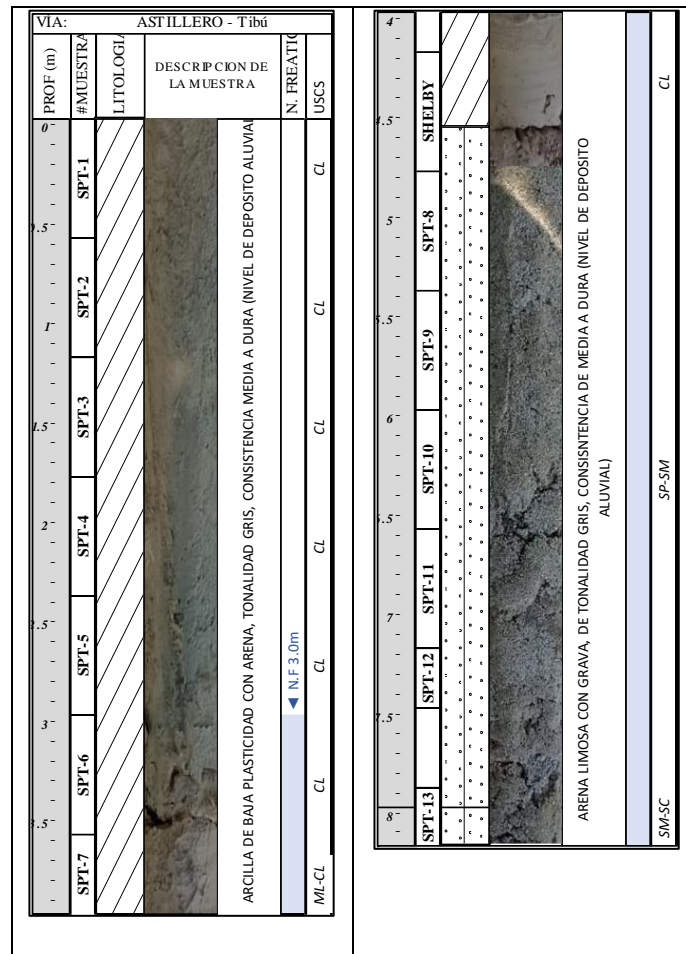 VÍA: ASTILLERO - Tibú
PROF (m)
#MUESTRA
LITOLOGI
DESCRIPCION DE
LA MUESTRA
N. FREATIC
USCS
0
.5
1
1.5
2
2.5
3
3.5
SPT-1
SPT-2
SPT-3
SPT-4
SPT-5
SPT-6
SPT-7
ARCILLA DE BAJA PLASTICIDAD CON ARENA, TONALIDAD GRIS, CONSISTENCIA MEDIA A DURA (NIVEL DE DEPOSITO ALUVIAL
N.F 3.0m
CL
CL
CL
CL
CL
CL
ML-CL
4
4.5
5
5.5
6
6.5
7
7.5
8
SHELBY
SPT-8
SPT-9
SPT-10
SPT-11
SPT-12
SPT-13
ARENA LIMOSA CON GRAVA, DE TONALIDAD GRIS, CONSISNTENCIA DE MEDIA A DURA (NIVEL DE DEPOSITO
ALUVIAL)
CL
SP-SM
SM-SC